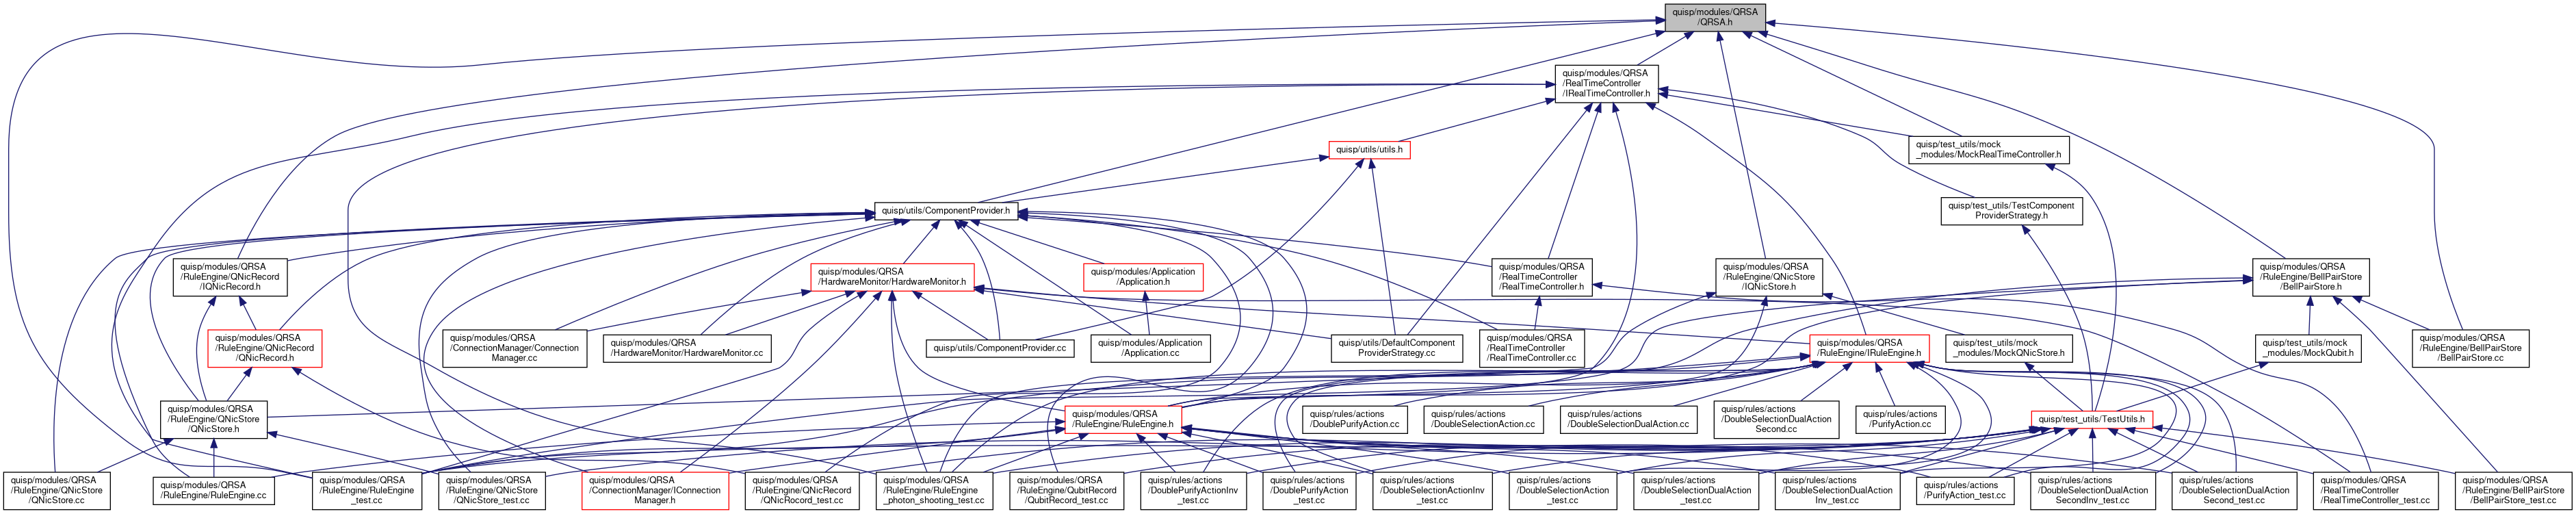 quisp/modules/QRSA
/QRSA.h
quisp/modules/QRSA
/RealTimeController
/IRealTimeController.h
quisp/utils/utils.h
quisp/test_utils/mock
_modules/MockRealTimeController.h
quisp/utils/ComponentProvider.h
quisp/test_utils/TestComponent
ProviderStrategy.h
quisp/modules/QRSA
/RuleEngine/QNicRecord
/IQNicRecord.h
quisp/modules/QRSA
/HardwareMonitor/HardwareMonitor.h
quisp/modules/Application
/Application.h
quisp/modules/QRSA
/RealTimeController
/RealTimeController.h
quisp/modules/QRSA
/RuleEngine/QNicStore
/IQNicStore.h
quisp/modules/QRSA
/RuleEngine/BellPairStore
/BellPairStore.h
quisp/modules/QRSA
/RuleEngine/QNicRecord
/QNicRecord.h
quisp/modules/QRSA
/ConnectionManager/Connection
Manager.cc
quisp/modules/QRSA
/HardwareMonitor/HardwareMonitor.cc
quisp/utils/ComponentProvider.cc
quisp/modules/Application
/Application.cc
quisp/utils/DefaultComponent
ProviderStrategy.cc
quisp/modules/QRSA
/RealTimeController
/RealTimeController.cc
quisp/modules/QRSA
/RuleEngine/IRuleEngine.h
quisp/test_utils/mock
_modules/MockQNicStore.h
quisp/test_utils/mock
_modules/MockQubit.h
quisp/modules/QRSA
/RuleEngine/BellPairStore
/BellPairStore.cc
quisp/modules/QRSA
/RuleEngine/QNicStore
/QNicStore.h
quisp/modules/QRSA
/RuleEngine/RuleEngine.h
quisp/rules/actions
/DoublePurifyAction.cc
quisp/rules/actions
/DoubleSelectionAction.cc
quisp/rules/actions
/DoubleSelectionDualAction.cc
quisp/rules/actions
/DoubleSelectionDualAction
Second.cc
quisp/rules/actions
/PurifyAction.cc
quisp/test_utils/TestUtils.h
quisp/modules/QRSA
/RuleEngine/QNicStore
/QNicStore.cc
quisp/modules/QRSA
/RuleEngine/RuleEngine.cc
quisp/modules/QRSA
/RuleEngine/RuleEngine
_test.cc
quisp/modules/QRSA
/RuleEngine/QNicStore
/QNicStore_test.cc
quisp/modules/QRSA
/ConnectionManager/IConnection
Manager.h
quisp/modules/QRSA
/RuleEngine/QNicRecord
/QNicRocord_test.cc
quisp/modules/QRSA
/RuleEngine/RuleEngine
_photon_shooting_test.cc
quisp/modules/QRSA
/RuleEngine/QubitRecord
/QubitRecord_test.cc
quisp/rules/actions
/DoublePurifyActionInv
_test.cc
quisp/rules/actions
/DoublePurifyAction
_test.cc
quisp/rules/actions
/DoubleSelectionActionInv
_test.cc
quisp/rules/actions
/DoubleSelectionAction
_test.cc
quisp/rules/actions
/DoubleSelectionDualAction
_test.cc
quisp/rules/actions
/DoubleSelectionDualAction
Inv_test.cc
quisp/rules/actions
/PurifyAction_test.cc
quisp/rules/actions
/DoubleSelectionDualAction
SecondInv_test.cc
quisp/rules/actions
/DoubleSelectionDualAction
Second_test.cc
quisp/modules/QRSA
/RealTimeController
/RealTimeController_test.cc
quisp/modules/QRSA
/RuleEngine/BellPairStore
/BellPairStore_test.cc